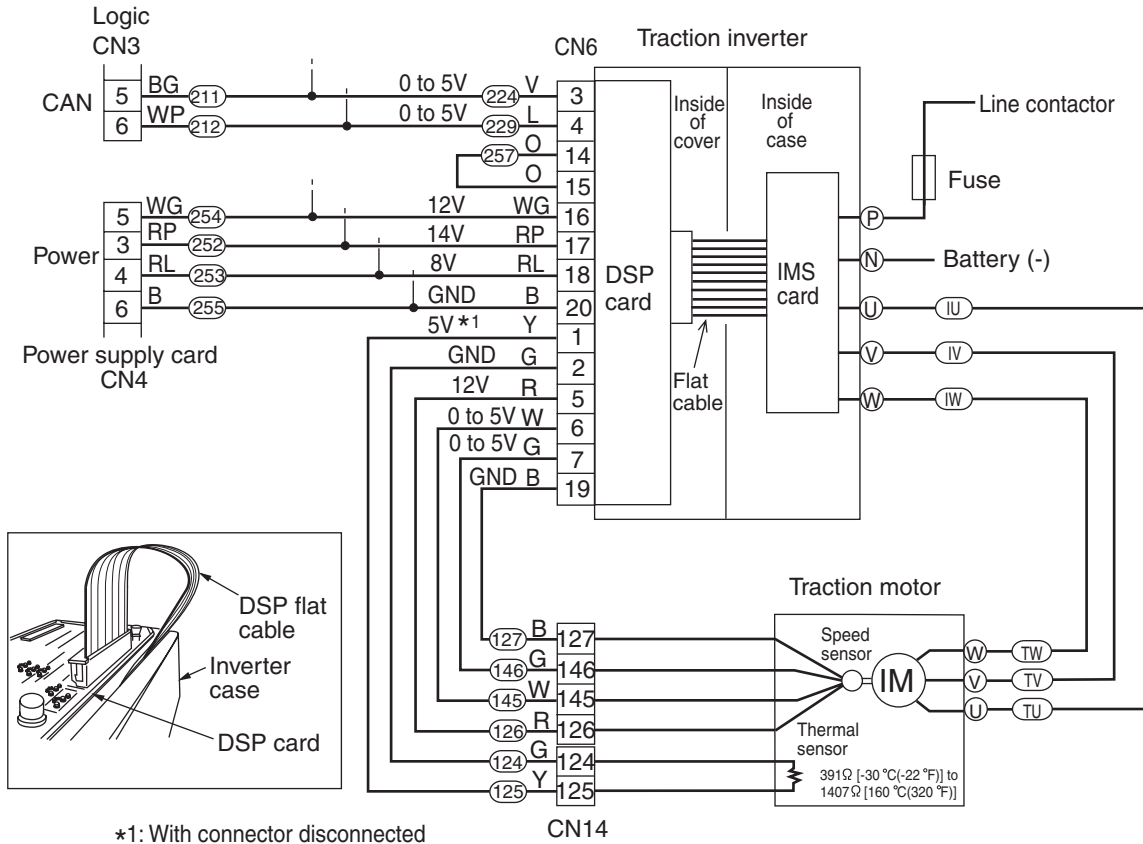 Logic
CN3
CN6
Traction inverter
CAN
5 BG 211 0 to 5V 224 V 3
6 WP 212 0 to 5V 229 L 4
257 O 14
O 15
Inside of cover
Inside of case
Line contactor
Fuse
Power
5 WG 254 12V WG 16
3 RP 252 14V RP 17
4 RL 253 8V RL 18
6 B 255 GND B 20
Power supply card
CN4
5V *1 Y 1
GND G 2
12V R 5
0 to 5V W 6
0 to 5V G 7
GND B 19
DSP card
Flat cable
IMS card
P
N Battery (-)
U IU
V IV
W IW
DSP flat cable
Inverter case
DSP card
Traction motor
127 B 127
146 G 146
145 W 145
126 R 126
124 G 124
125 Y 125
CN14
Speed sensor
IM
W TW
V TV
U TU
Thermal sensor
391Ω [-30 °C(-22 °F)] to
1407Ω [160 °C(320 °F)]
*1: With connector disconnected